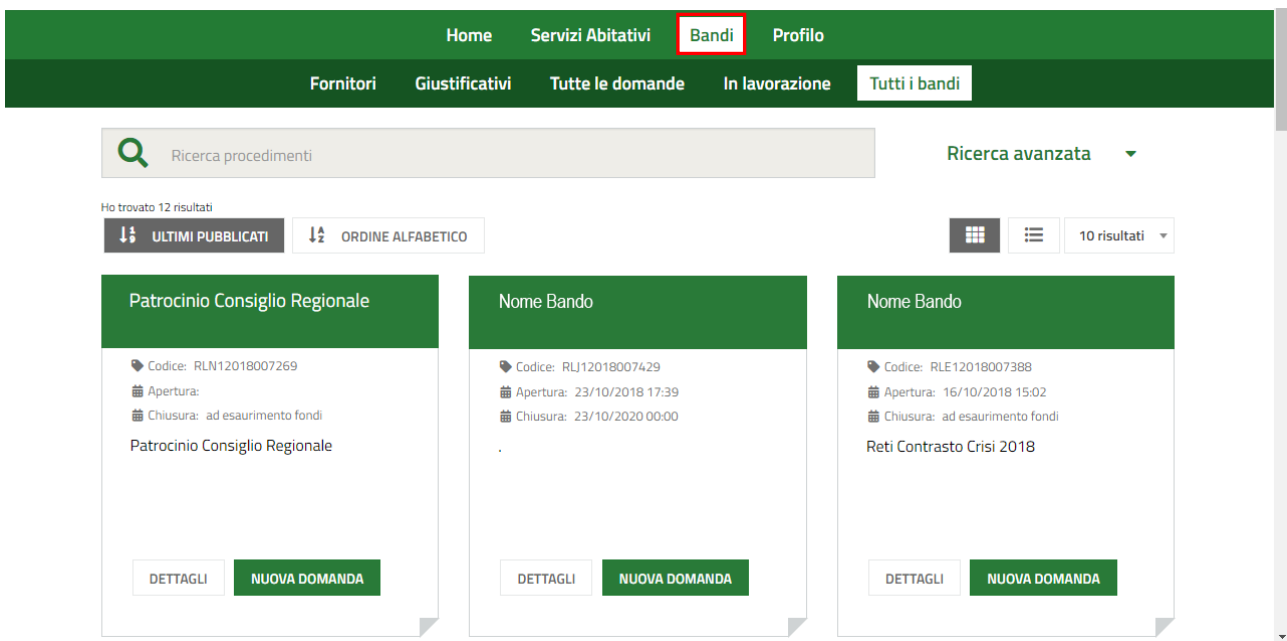 Home Servizi Abitativi Bandi Profilo
Fornitori Giustificativi Tutte le domande In lavorazione Tutti i bandi
Ricerca procedimenti Ricerca avanzata
Ho trovato 12 risultati
ULTIMI PUBBLICATI ORDINE ALFABETICO 10 risultati
Patrocinio Consiglio Regionale
Codice: RLN12018007269
Apertura:
Chiusura: ad esaurimento fondi
Patrocinio Consiglio Regionale
DETTAGLI NUOVA DOMANDA
Nome Bando
Codice: RLJ12018007429
Apertura: 23/10/2018 17:39
Chiusura: 23/10/2020 00:00
.
DETTAGLI NUOVA DOMANDA
Nome Bando
Codice: RLE12018007388
Apertura: 16/10/2018 15:02
Chiusura: ad esaurimento fondi
Reti Contrasto Crisi 2018
DETTAGLI NUOVA DOMANDA